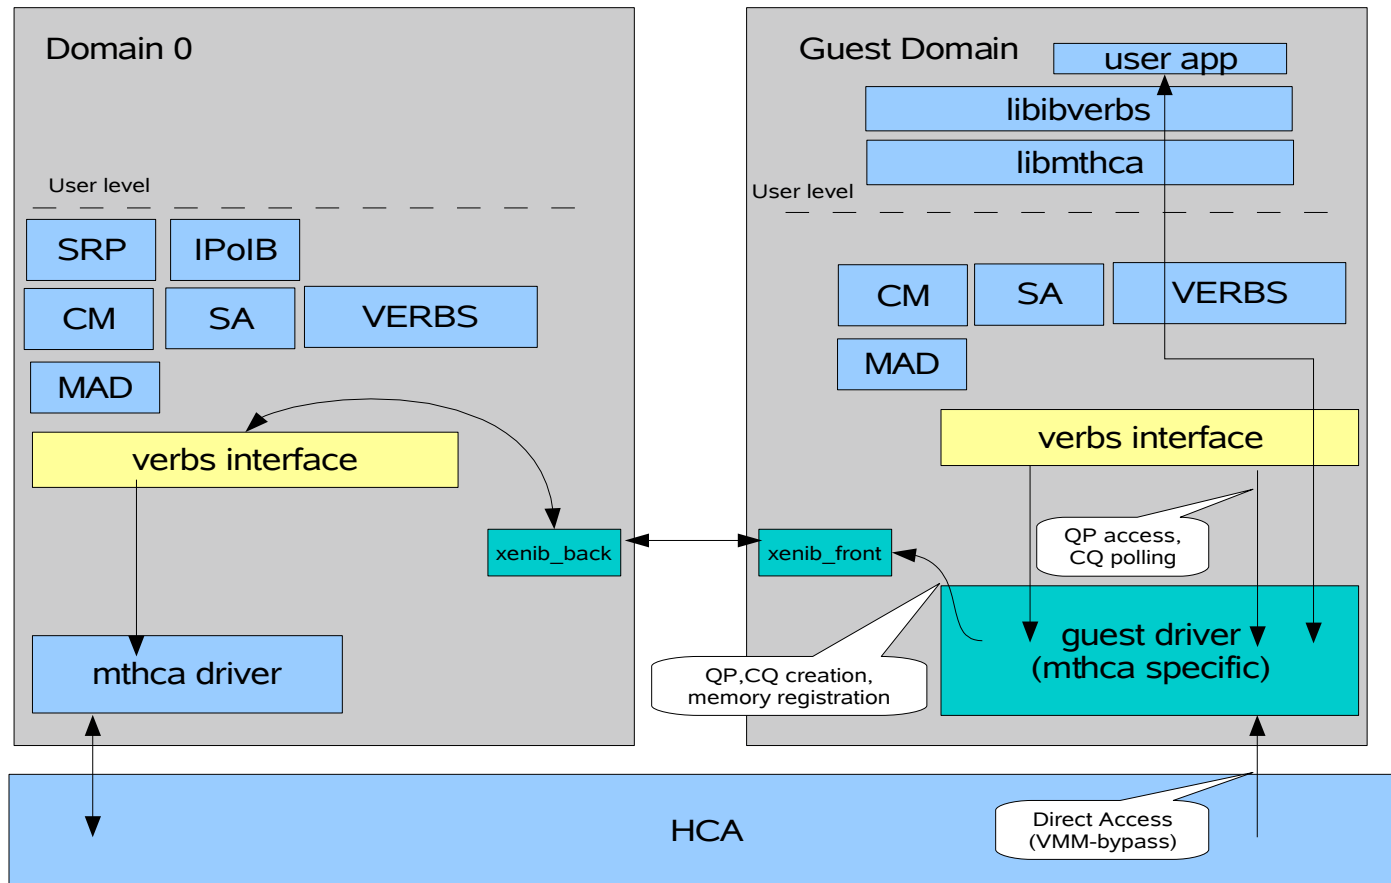 Domain 0
User level
SRP
IPoIB
CM
SA
VERBS
MAD
verbs interface
xenib_back
mthca driver
Guest Domain
user app
libibverbs
libmthca
User level
CM
SA
VERBS
MAD
verbs interface
xenib_front
QP access,
CQ polling
guest driver
(mthca specific)
QP,CQ creation,
memory registration
HCA
Direct Access
(VMM-bypass)